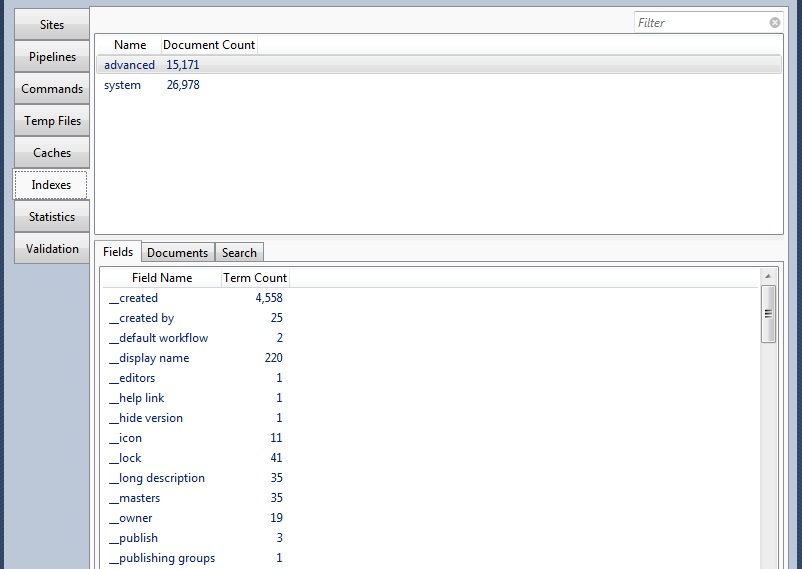 Sites
Pipelines
Commands
Temp Files
Caches
Indexes
Statistics
Validation
Filter
Name Document Count
advanced 15,171
system 26,978
Fields Documents Search
Field Name Term Count
__created 4,558
__created by 25
__default workflow 2
__display name 220
__editors 1
__help link 1
__hide version 1
__icon 11
__lock 41
__long description 35
__masters 35
__owner 19
__publish 3
__publishing groups 1